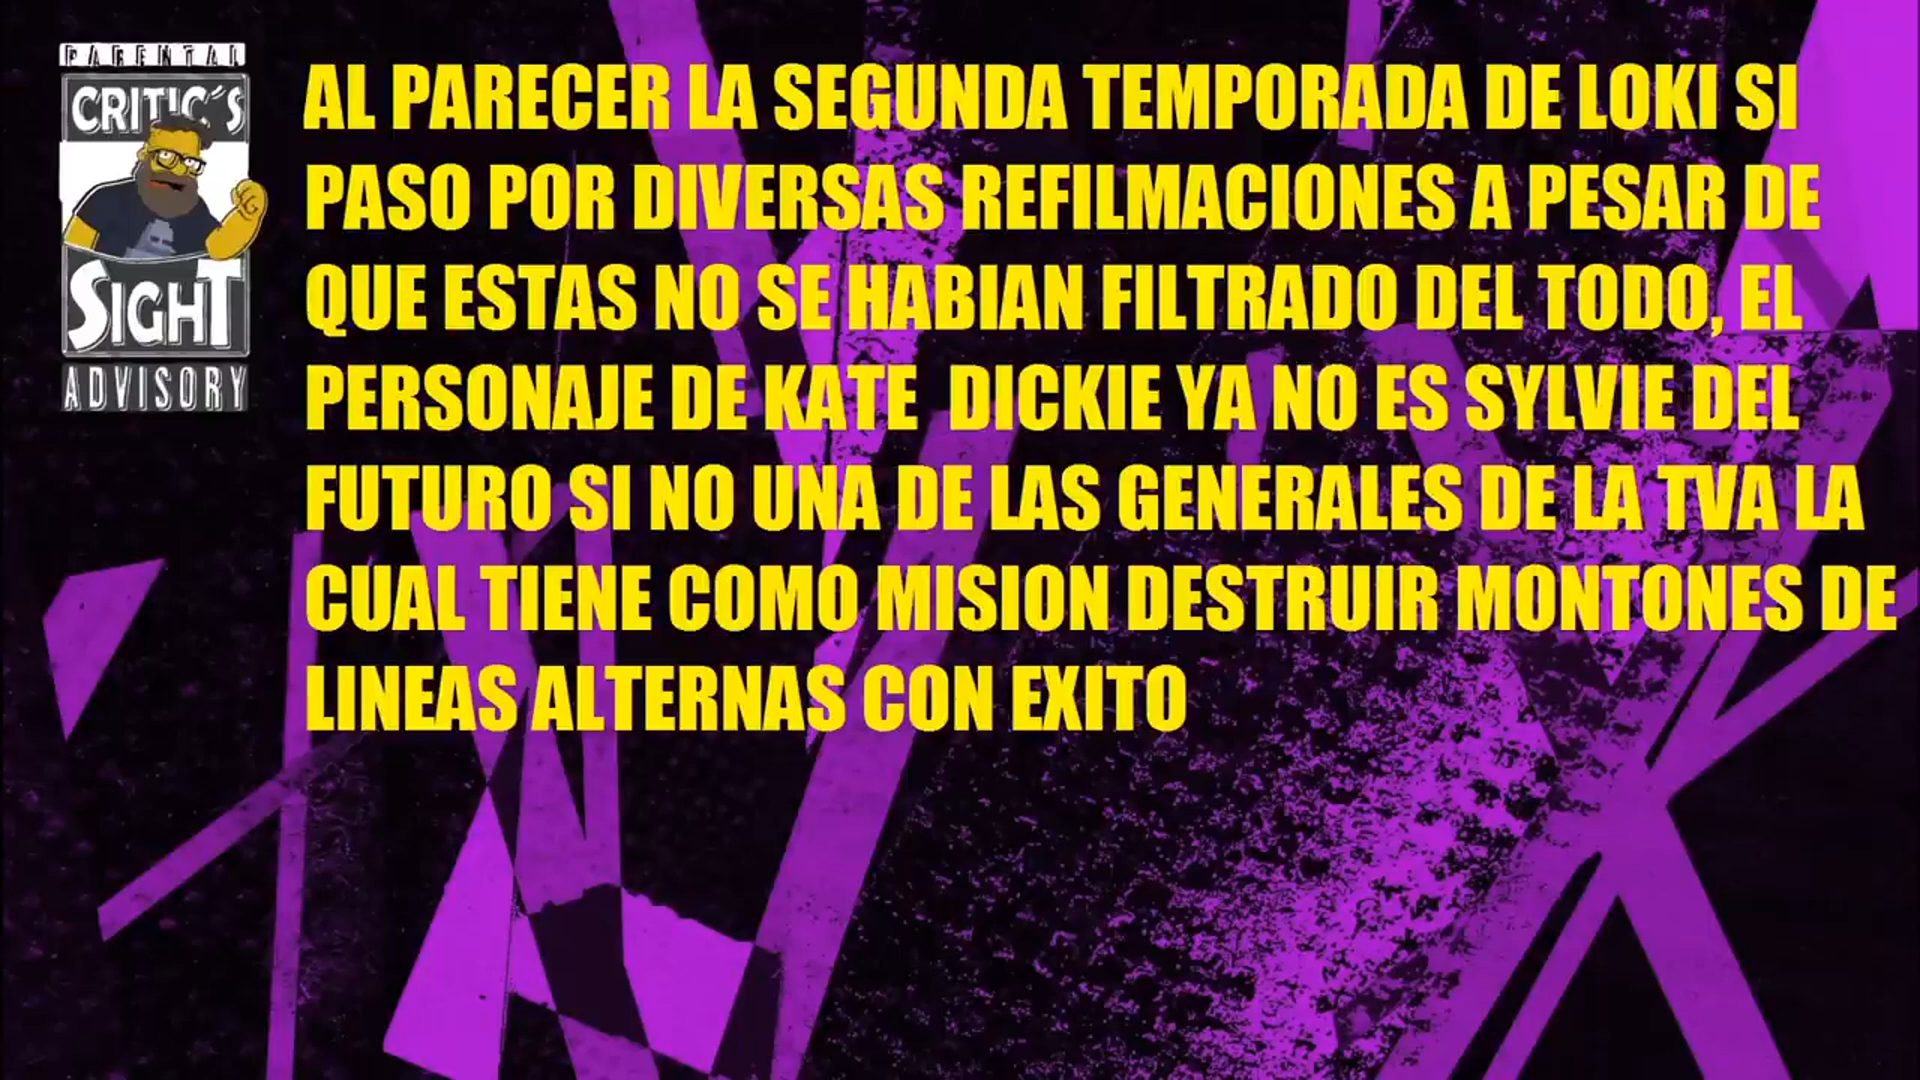 PARENTAL
CRITIC´S
SIGHT
ADVISORY
AL PARECER LA SEGUNDA TEMPORADA DE LOKI SI
PASO POR DIVERSAS REFILMACIONES A PESAR DE
QUE ESTAS NO SE HABIAN FILTRADO DEL TODO, EL
PERSONAJE DE KATE  DICKIE YA NO ES SYLVIE DEL
FUTURO SI NO UNA DE LAS GENERALES DE LA TVA LA
CUAL TIENE COMO MISION DESTRUIR MONTONES DE
LINEAS ALTERNAS CON EXITO